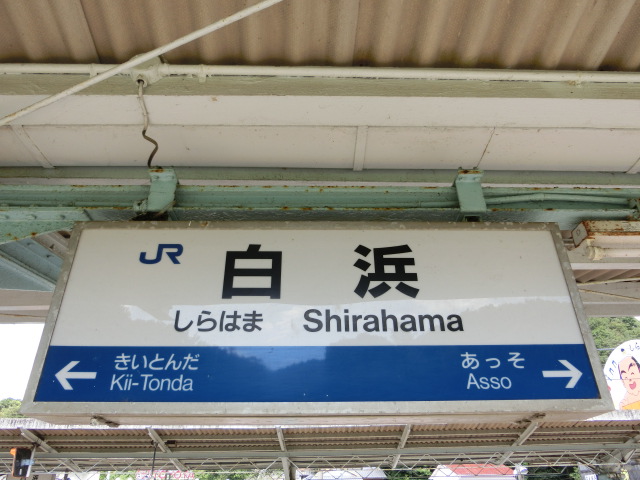 JR 白浜
しらはま Shirahama
← きいとんだ あっそ →
Kii-Tonda Asso